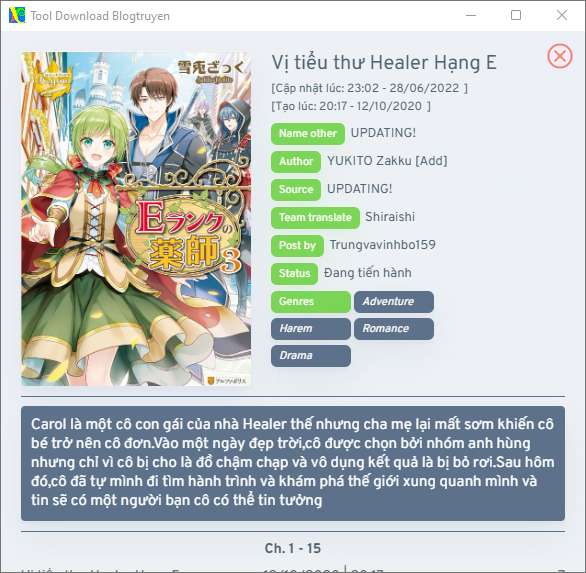 Tool Download Blogtruyen
雪兎ざっく
Eランクの
薬師3
アルファポリス
Vị tiểu thư Healer Hạng E
[Cập nhật lúc: 23:02 - 28/06/2022 ]
[Tạo lúc: 20:17 - 12/10/2020 ]
Name other UPDATING!
Author YUKITO Zakku [Add]
Source UPDATING!
Team translate Shiraishi
Post by Trungvavinhbo159
Status Đang tiến hành
Genres Adventure
Harem Romance
Drama
Carol là một cô con gái của nhà Healer thế nhưng cha mẹ lại mất sơm khiến cô
bé trở nên cô đơn.Vào một ngày đẹp trời,cô được chọn bởi nhóm anh hùng
nhưng chỉ vì cô bị cho là đồ chậm chạp và vô dụng kết quả là bị bỏ rơi.Sau hôm
đó,cô đã tự mình đi tìm hành trình và khám phá thế giới xung quanh mình và
tin sẽ có một người bạn cô có thể tin tưởng
Ch. 1 - 15